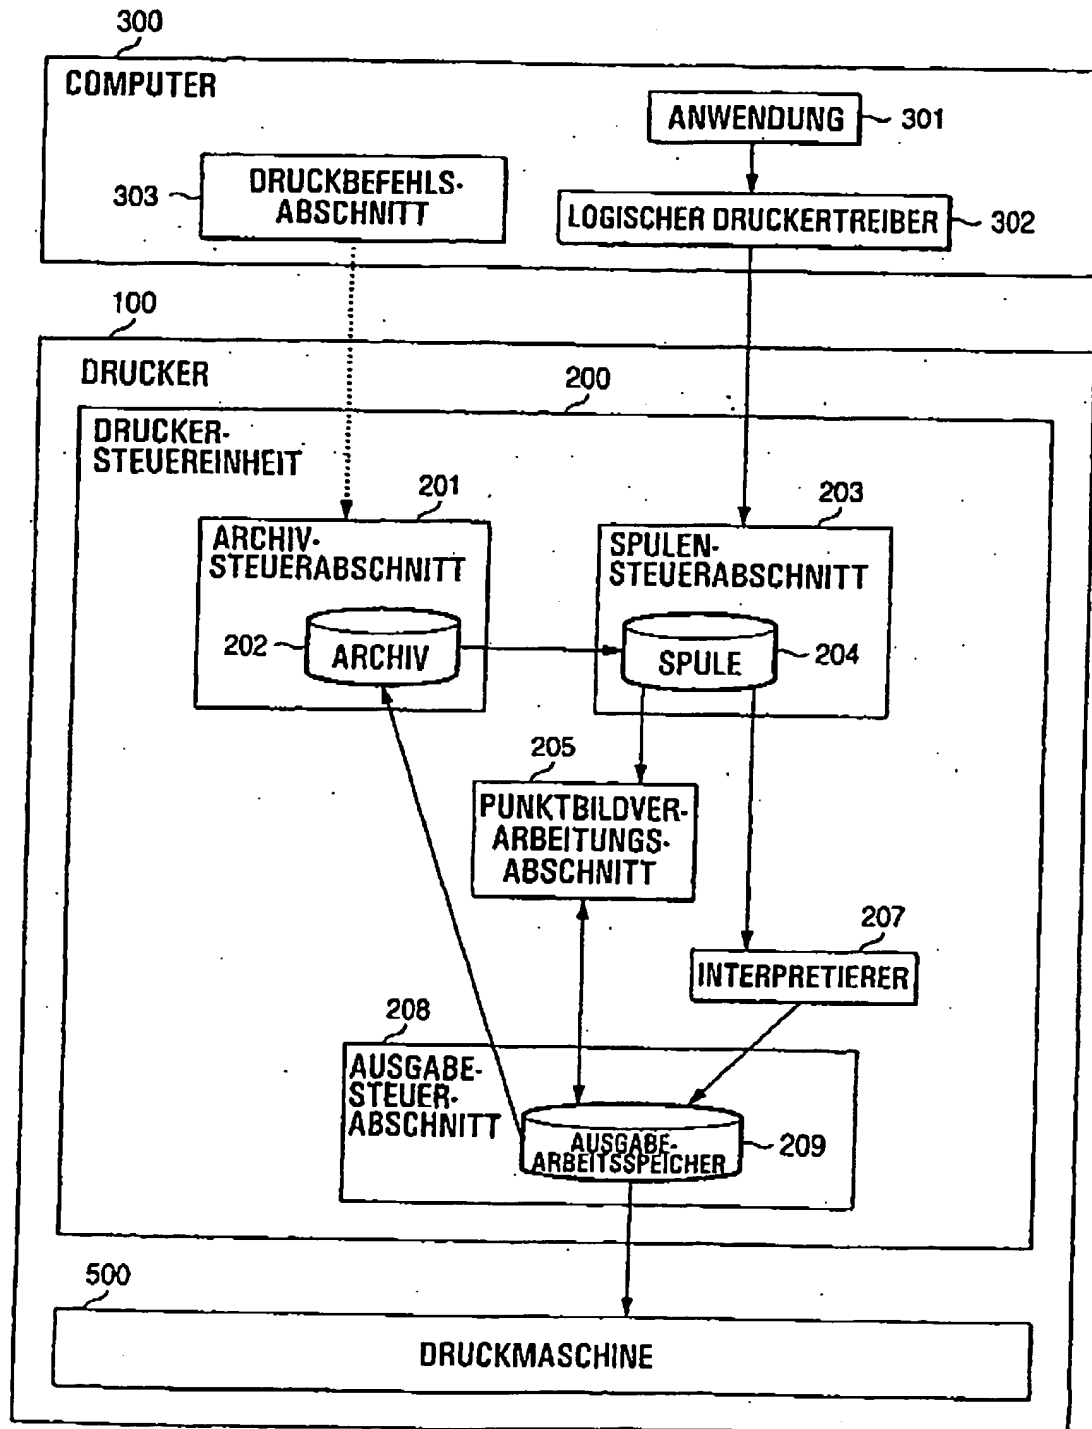 300
COMPUTER
ANWENDUNG
301
DRUCKBEFEHLS-
ABSCHNITT
303
LOGISCHER DRUCKERTREIBER
302
100
DRUCKER
200
DRUCKER-
STEUEREINHEIT
201
203
ARCHIV-
STEUERABSCHNITT
SPULEN-
STEUERABSCHNITT
202
ARCHIV
SPULE
204
205
PUNKTBILDVER-
ARBEITUNGS-
ABSCHNITT
207
INTERPRETIERER
208
AUSGABE-
STEUER-
ABSCHNITT
AUSGABE-
ARBEITSSPEICHER
209
500
DRUCKMASCHINE